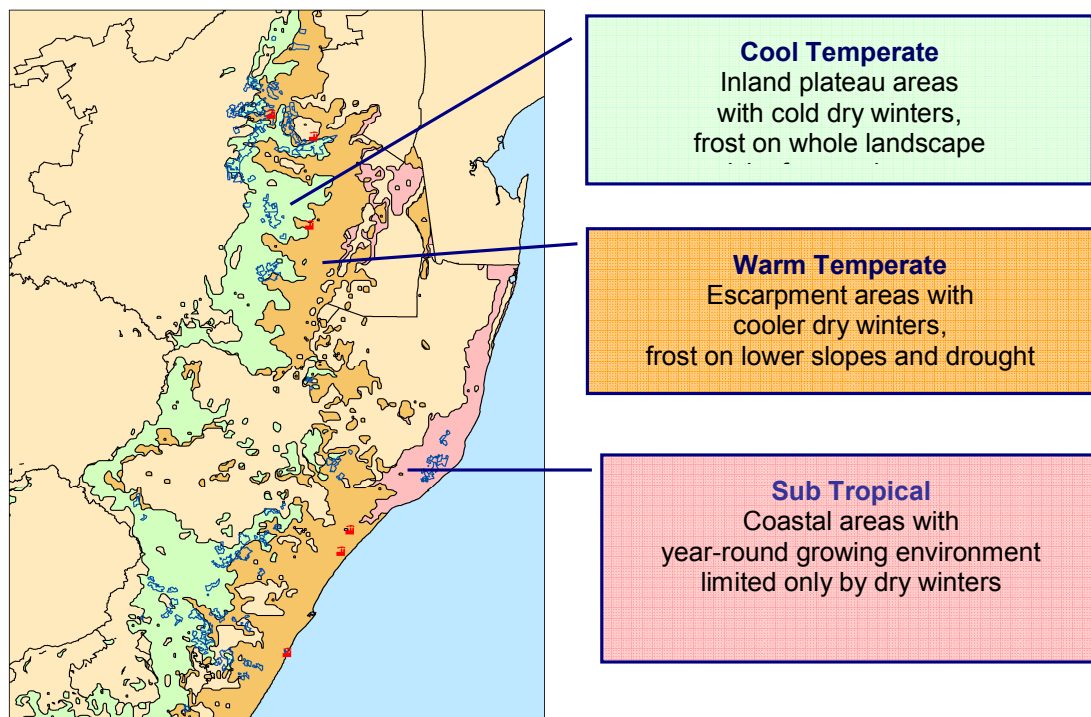 Cool Temperate
Inland plateau areas
with cold dry winters,
frost on whole landscape
Warm Temperate
Escarpment areas with
cooler dry winters,
frost on lower slopes and drought
Sub Tropical
Coastal areas with
year-round growing environment
limited only by dry winters